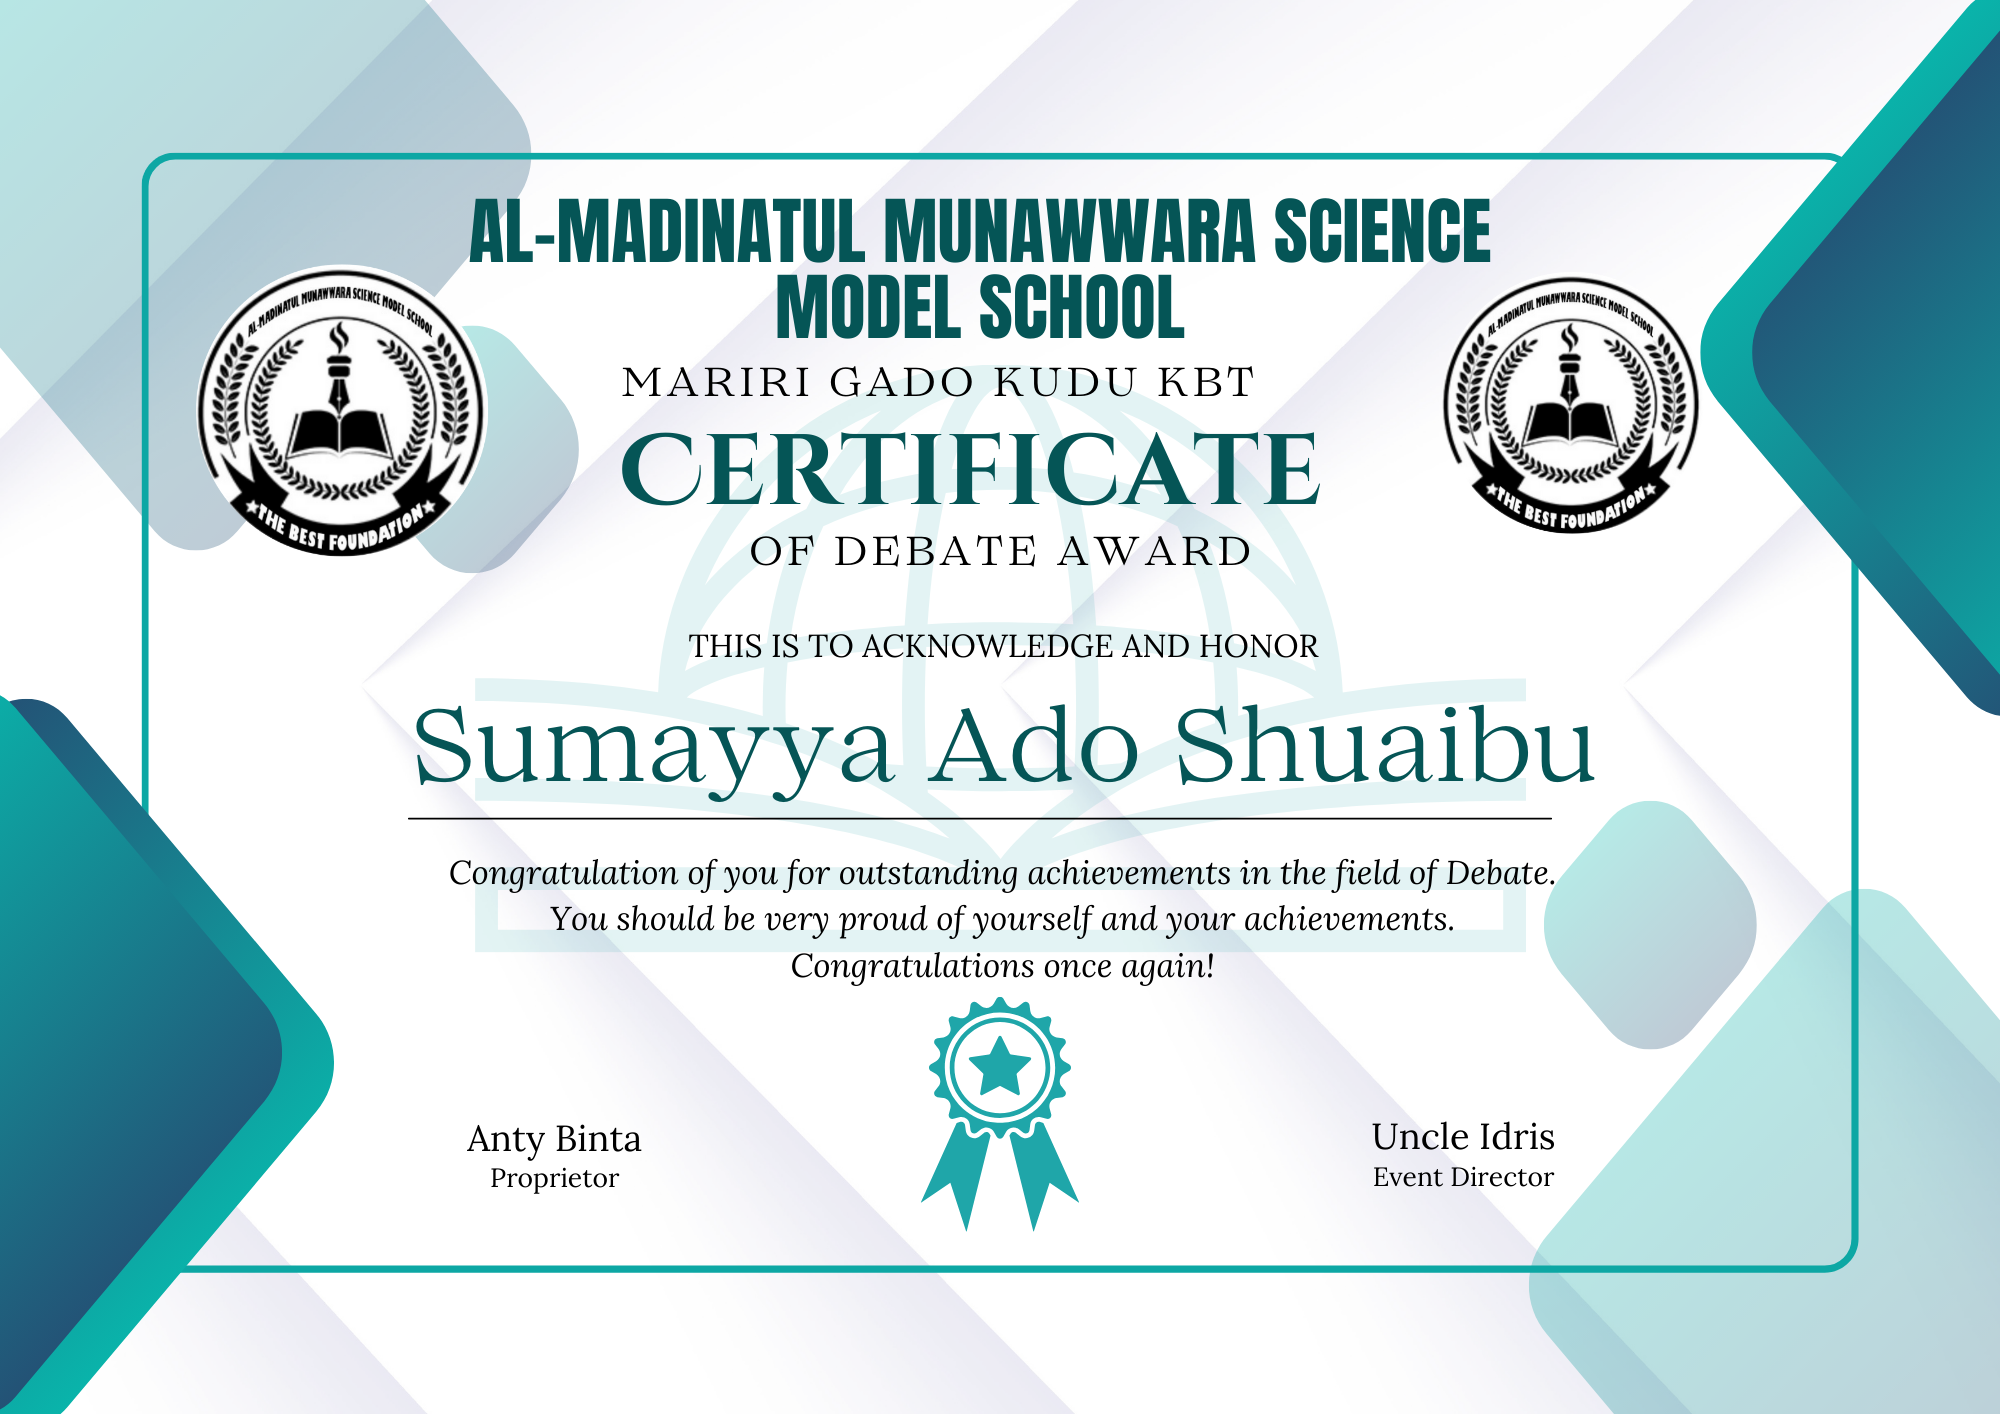 AL-MADINATUL MUNAWWARA SCIENCE
MODEL SCHOOL
AL-MADINATUL MUNAWWARA SCIENCE MODEL SCHOOL
THE BEST FOUNDATION
AL-MADINATUL MUNAWWARA SCIENCE MODEL SCHOOL
THE BEST FOUNDATION
MARIRI GADO KUDU KBT
CERTIFICATE
OF DEBATE AWARD
THIS IS TO ACKNOWLEDGE AND HONOR
Sumayya Ado Shuaibu
Congratulation of you for outstanding achievements in the field of Debate.
You should be very proud of yourself and your achievements.
Congratulations once again!
Anty Binta
Proprietor
Uncle Idris
Event Director